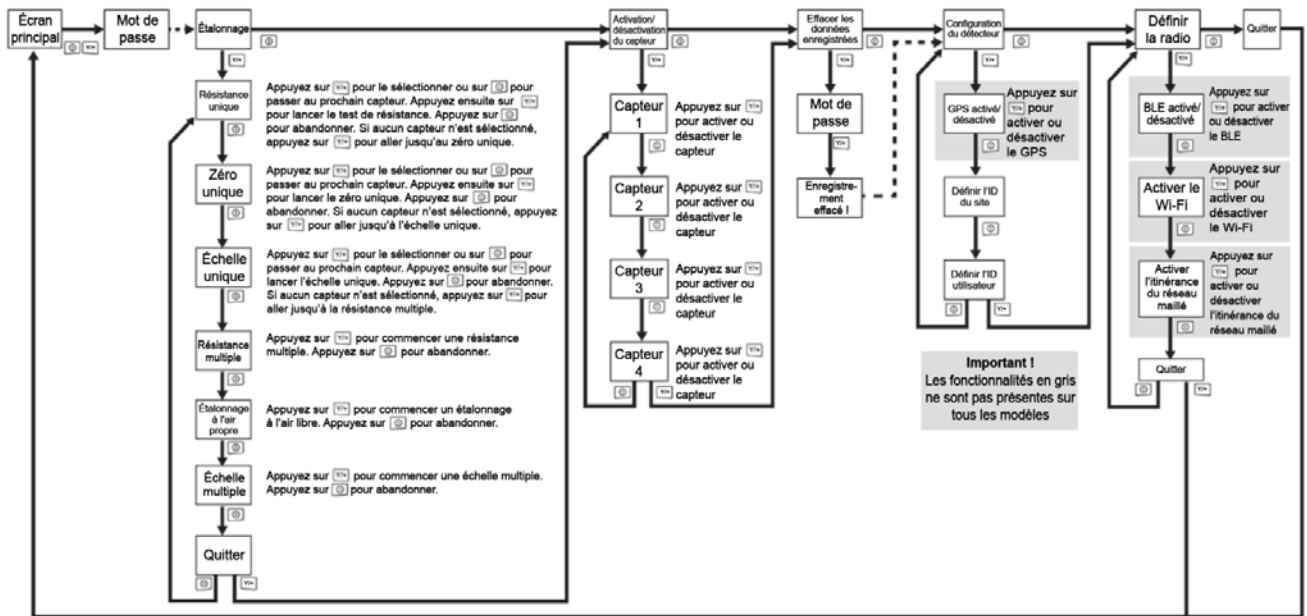 Écran
principal
Mot de
passe
Étalonnage
Activation/
désactivation
du capteur
Effacer les
données
enregistrées
Configuration
du détecteur
Définir
la radio
Quitter
Y/+
Y/+
Y/+
Y/+
Y/+
Y/+
Résistance
unique
Appuyez sur Y/+ pour le sélectionner ou sur pour
passer au prochain capteur. Appuyez ensuite sur Y/+
pour lancer le test de résistance. Appuyez sur
pour abandonner. Si aucun capteur n'est sélectionné,
appuyez sur Y/+ pour aller jusqu'au zéro unique.
Zéro
unique
Appuyez sur Y/+ pour le sélectionner ou sur pour
passer au prochain capteur. Appuyez ensuite sur Y/+
pour lancer le zéro unique. Appuyez sur pour
abandonner. Si aucun capteur n'est sélectionné, appuyez
sur Y/+ pour aller jusqu'à l'échelle unique.
Échelle
unique
Appuyez sur Y/+ pour le sélectionner ou sur pour
passer au prochain capteur. Appuyez ensuite sur Y/+ pour
lancer l'échelle unique. Appuyez sur pour abandonner.
Si aucun capteur n'est sélectionné, appuyez sur Y/+ pour
aller jusqu'à la résistance multiple.
Résistance
multiple
Appuyez sur Y/+ pour commencer une résistance
multiple. Appuyez sur pour abandonner.
Étalonnage
à l'air
propre
Appuyez sur Y/+ pour commencer un étalonnage
à l'air libre. Appuyez sur pour abandonner.
Échelle
multiple
Appuyez sur Y/+ pour commencer une échelle multiple.
Appuyez sur pour abandonner.
Quitter
Y/+
Capteur
1
Appuyez sur Y/+
pour activer ou
désactiver le
capteur
Capteur
2
Appuyez sur Y/+
pour activer ou
désactiver le
capteur
Capteur
3
Appuyez sur Y/+
pour activer ou
désactiver le
capteur
Capteur
4
Appuyez sur Y/+
pour activer ou
désactiver le
capteur
Y/+
Mot de
passe
Y/+
Enregistre-
ment
effacé !
GPS activé/
désactivé
Appuyez sur
Y/+ pour
activer ou
désactiver
le GPS
Définir l'ID
du site
Définir l'ID
utilisateur
Y/+
Important !
Les fonctionnalités en gris
ne sont pas présentes sur
tous les modèles
BLE activé/
désactivé
Appuyez sur
Y/+ pour activer
ou désactiver
le BLE
Activer le
Wi-Fi
Appuyez sur
Y/+ pour
activer ou
désactiver
le Wi-Fi
Activer
l'itinérance
du réseau
maillé
Appuyez sur
Y/+ pour
activer ou
désactiver
l'itinérance du
réseau maillé
Quitter
Y/+